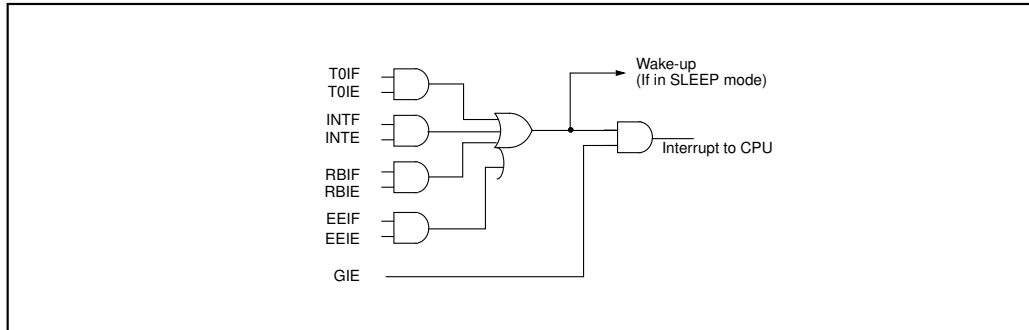 Wake-up
(If in SLEEP mode)
T0IF
T0IE
INTF
INTE
Interrupt to CPU
RBIF
RBIE
EEIF
EEIE
GIE